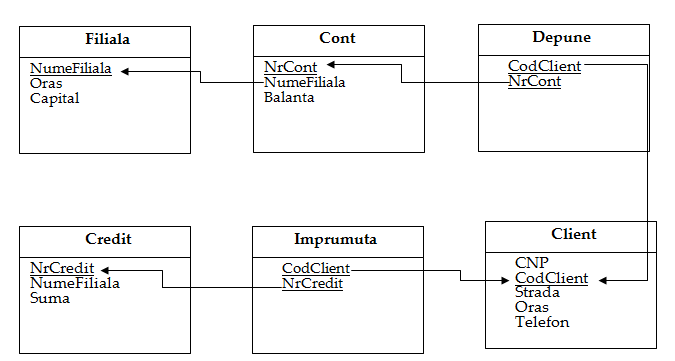 Filiala
NumeFiliala
Oras
Capital
Cont
NrCont
NumeFiliala
Balanta
Depune
CodClient
NrCont
Credit
NrCredit
NumeFiliala
Suma
Imprumuta
CodClient
NrCredit
Client
CNP
CodClient
Strada
Oras
Telefon